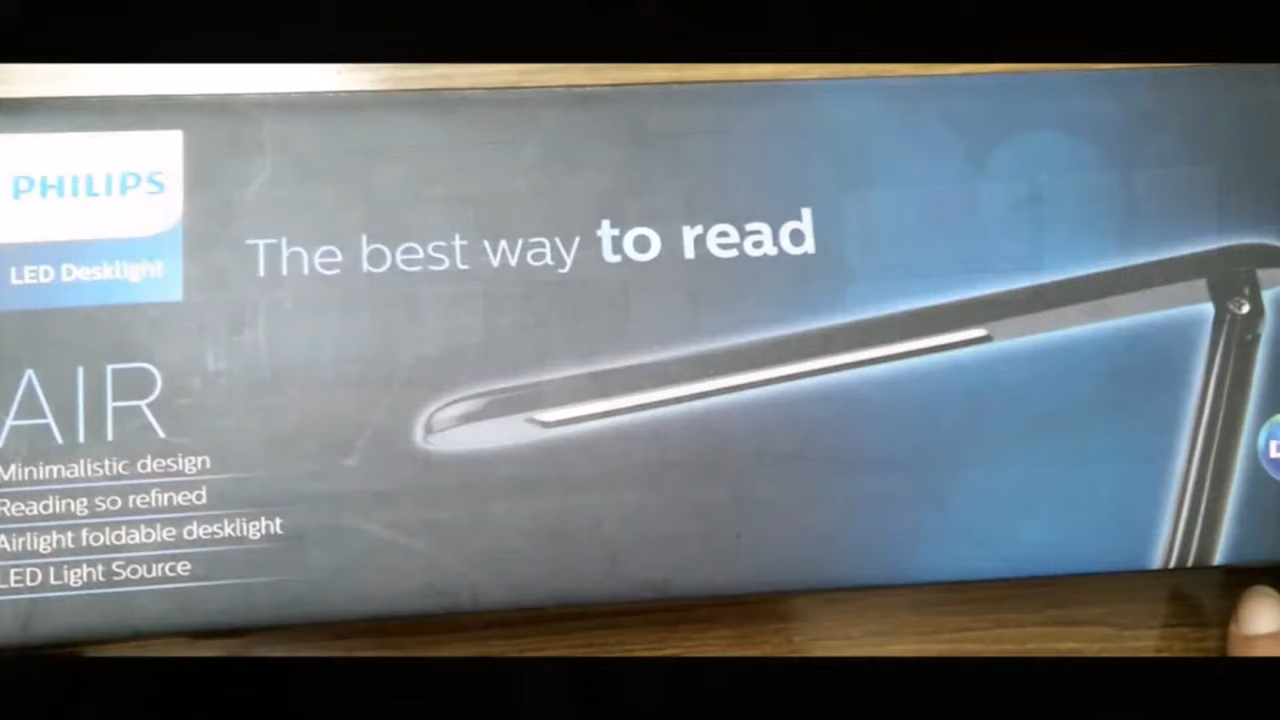 PHILIPS
LED Desklight
The best way to read
AIR
Minimalistic design
Reading so refined
Airlight foldable desklight
LED Light Source